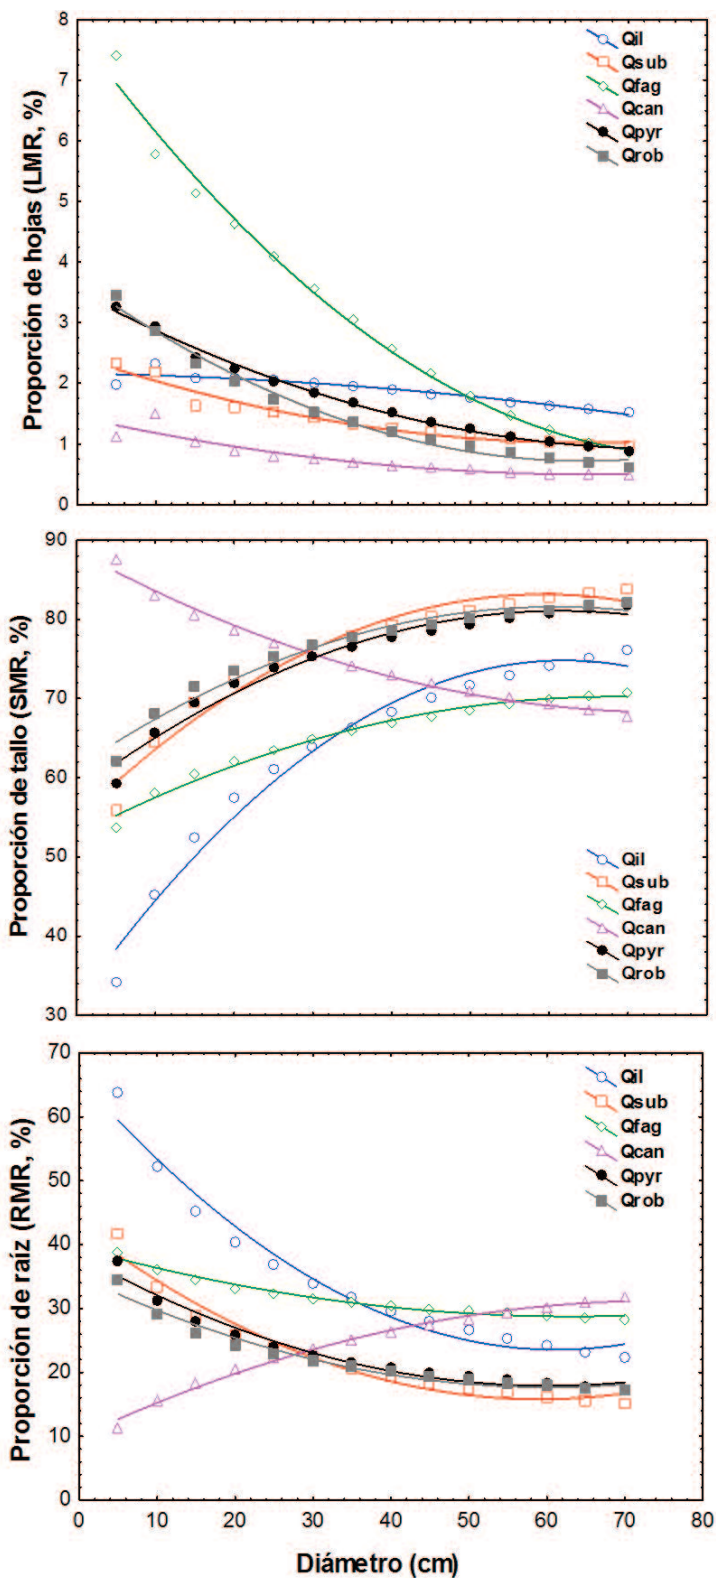 8
7
6
5
4
3
2
1
0
Proporción de hojas (LMR, %)
Qil
Qsub
Qfag
Qcan
Qpyr
Qrob
90
80
70
60
50
40
30
Proporción de tallo (SMR, %)
Qil
Qsub
Qfag
Qcan
Qpyr
Qrob
70
60
50
40
30
20
10
0
Proporción de raíz (RMR, %)
Qil
Qsub
Qfag
Qcan
Qpyr
Qrob
0 10 20 30 40 50 60 70 80
Diámetro (cm)